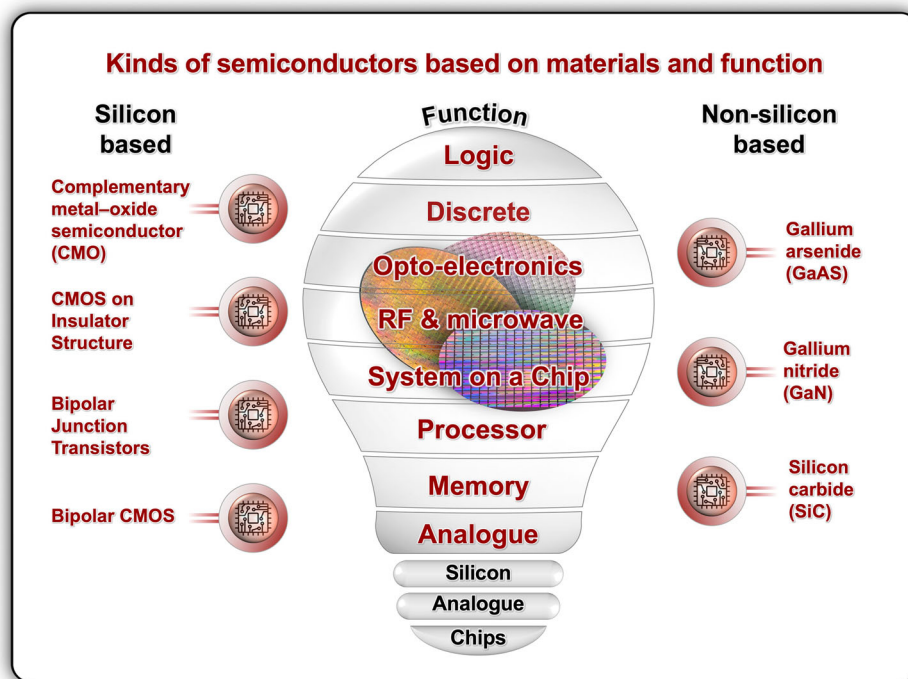 Kinds of semiconductors based on materials and function
Silicon
based
Complementary
metal–oxide
semiconductor
(CMO)
CMOS on
Insulator
Structure
Bipolar
Junction
Transistors
Bipolar CMOS
Function
Logic
Discrete
Opto-electronics
RF & microwave
System on a Chip
Processor
Memory
Analogue
Silicon
Analogue
Chips
Non-silicon
based
Gallium
arsenide
(GaAS)
Gallium
nitride
(GaN)
Silicon
carbide
(SiC)